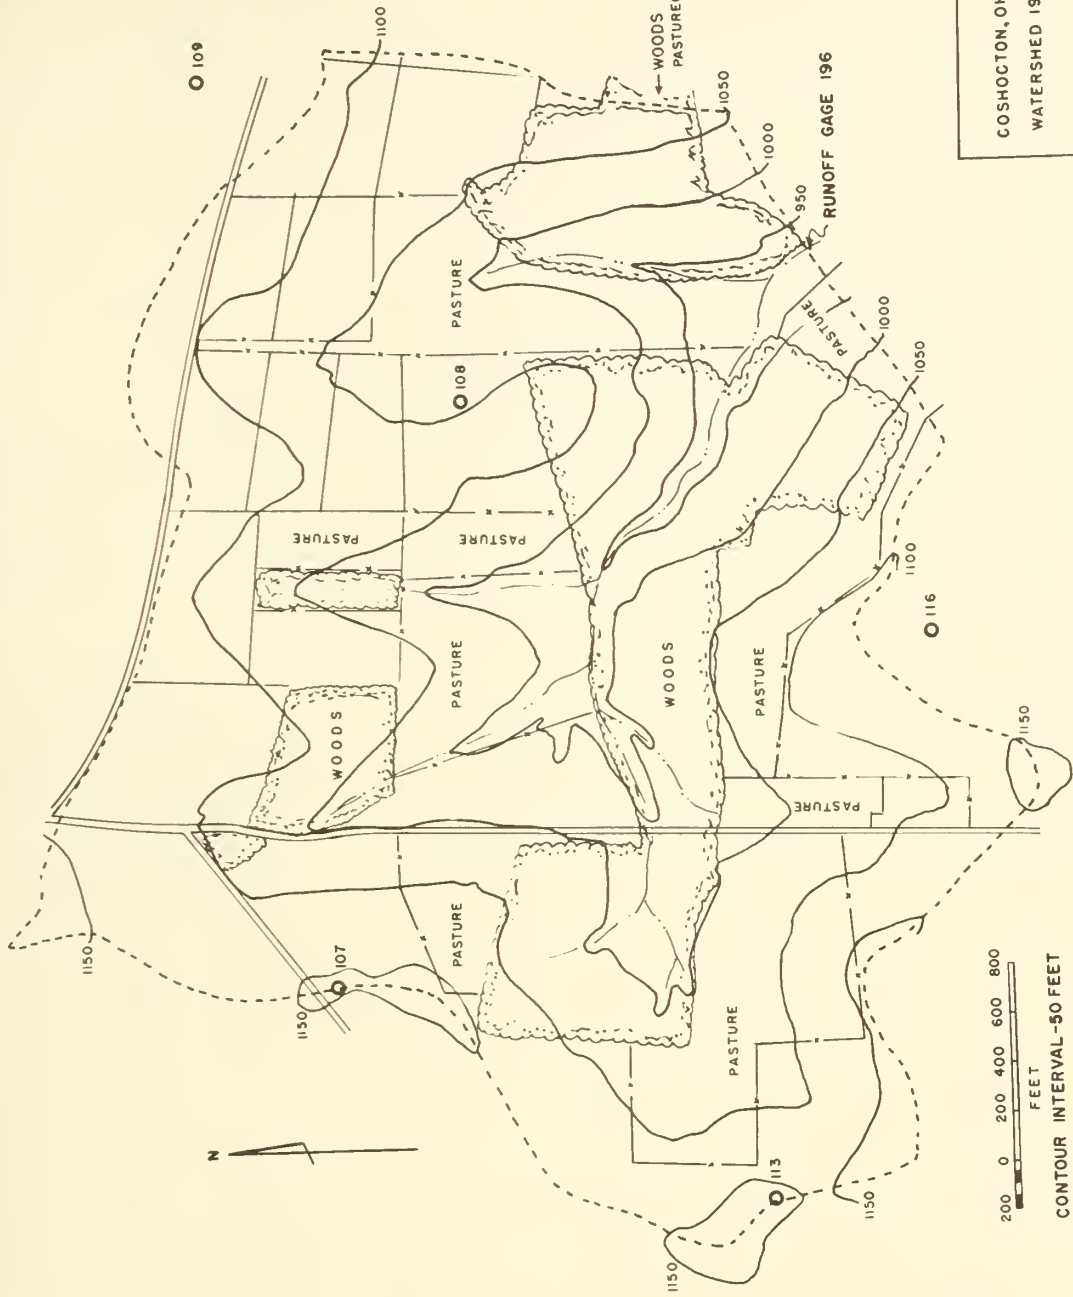 109
1100
WOODS
PASTURED
COSHOCTON, OH
WATERSHED 19
1050
1000
950
RUNOFF GAGE 196
PASTURE
PASTURE
1000
1050
108
PASTURE
PASTURE
1100
116
WOODS
PASTURE
WOODS
PASTURE
PASTURE
1150
1150
107
1150
PASTURE
PASTURE
N
113
1150
1150
200 0 200 400 600 800
FEET
CONTOUR INTERVAL-50 FEET